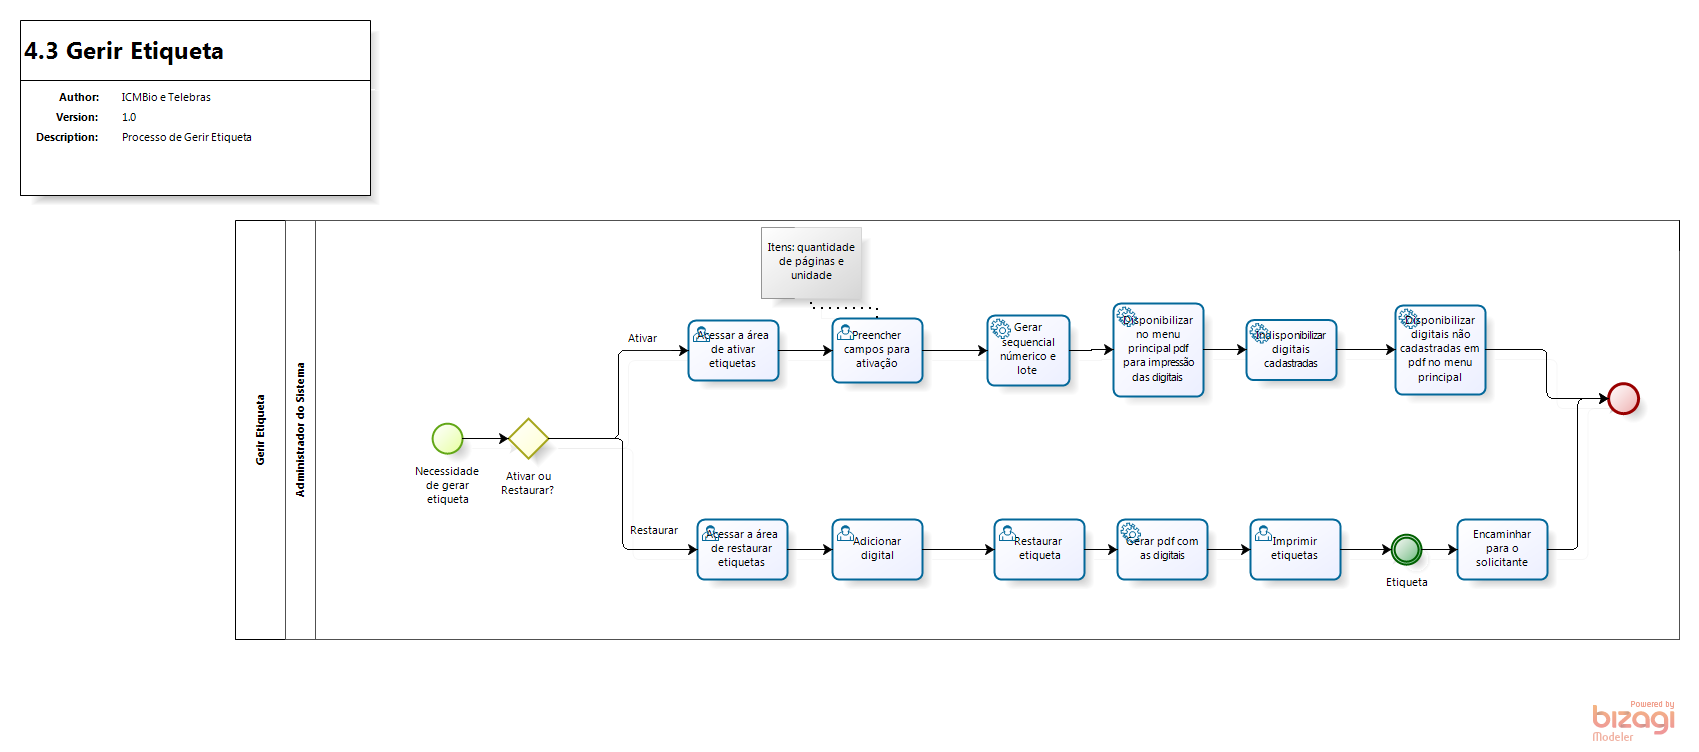 4.3 Gerir Etiqueta
Author: ICMBio e Telebras
Version: 1.0
Description: Processo de Gerir Etiqueta
Gerir Etiqueta
Administrador do Sistema
Necessidade
de gerar
etiqueta
Ativar ou
Restaurar?
Ativar
Acessar a área
de ativar
etiquetas
Itens: quantidade
de páginas e
unidade
Preencher
campos para
ativação
Gerar
sequencial
númerico e
lote
Disponibilizar
no menu
principal pdf
para impressão
das digitais
Indisponibilizar
digitais
cadastradas
Disponibilizar
digitais não
cadastradas em
pdf no menu
principal
Restaurar
Acessar a área
de restaurar
etiquetas
Adicionar
digital
Restaurar
etiqueta
Gerar pdf com
as digitais
Imprimir
etiquetas
Etiqueta
Encaminhar
para o
solicitante
Powered by
bizagi
Modeler